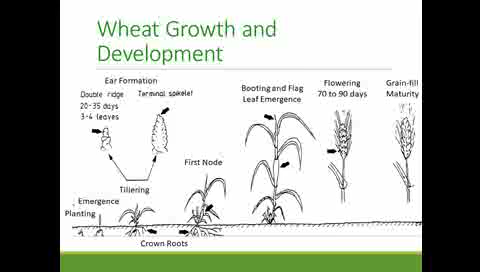 Wheat Growth and
Development
Ear Formation
Double ridge
20-35 days
3-4 leaves
Terminal spikelet
Booting and Flag
Leaf Emergence
Flowering
70 to 90 days
Grain-fill
Maturity
First Node
Tillering
Emergence
Planting
Crown Roots